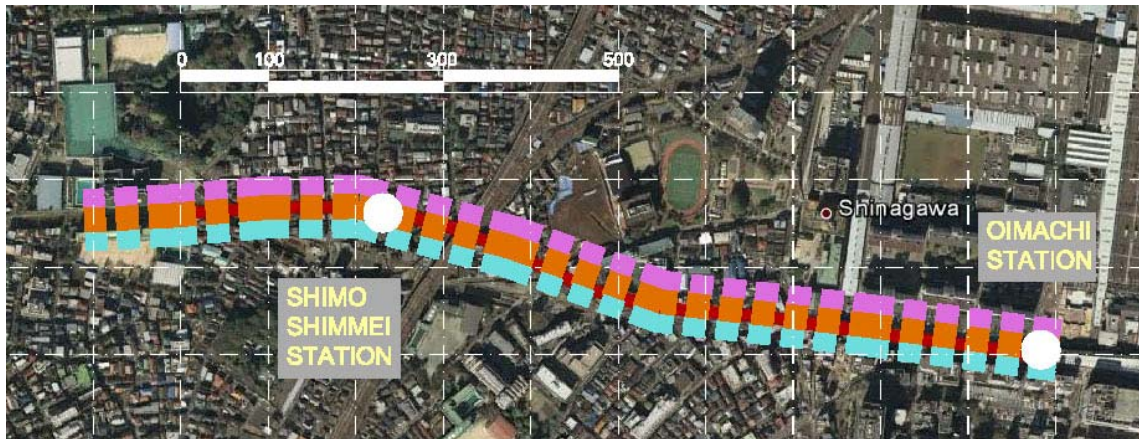 0 100 300 500
Shinagawa
OIMACHI
STATION
SHIMO
SHIMMEI
STATION